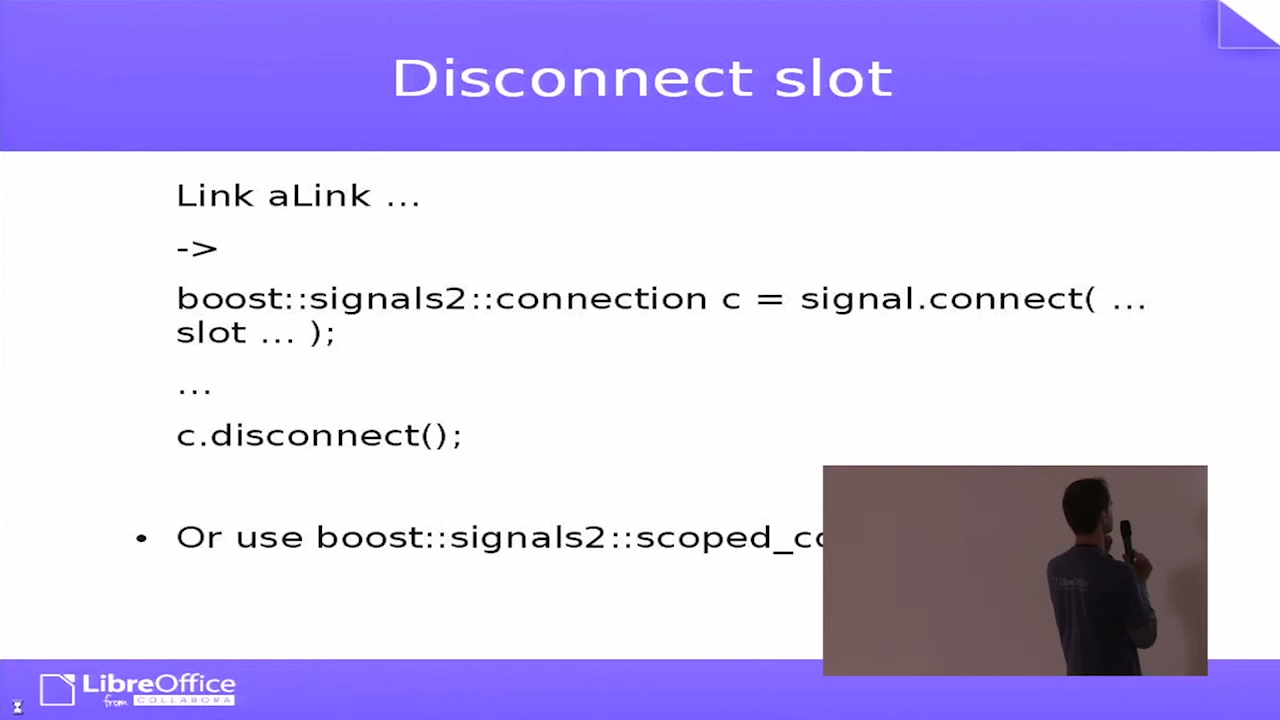 Disconnect slot
Link aLink ...
->
boost::signals2::connection c = signal.connect( ...
slot ... );
...
c.disconnect();
• Or use boost::signals2::scoped_co
LibreOffice
from COLLABORA
LibreOffice